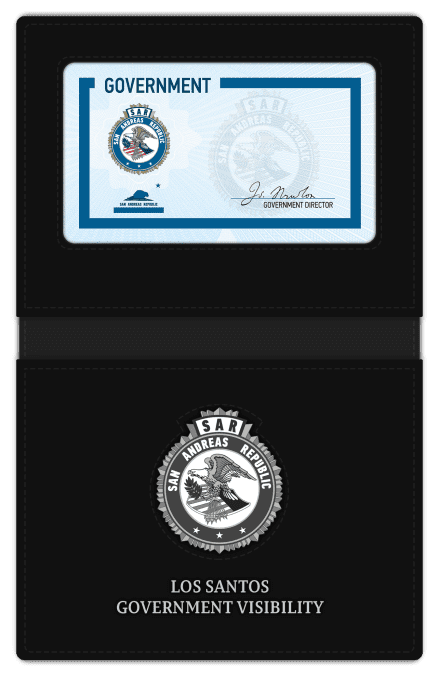 GOVERNMENT
SAR
SAN ANDREAS REPUBLIC
SAR
SAN ANDREAS REPUBLIC
SAN ANDREAS REPUBLIC
GOVERNMENT DIRECTOR
SAR
SAN ANDREAS REPUBLIC
LOS SANTOS
GOVERNMENT VISIBILITY